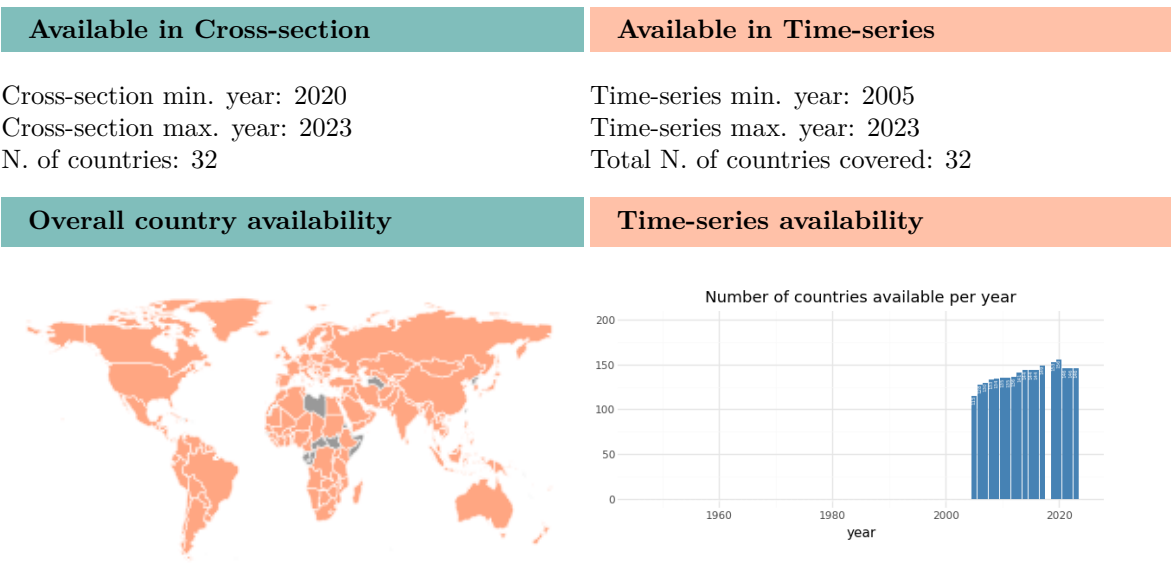 Available in Cross-section
Available in Time-series
Cross-section min. year: 2020
Cross-section max. year: 2023
N. of countries: 32
Time-series min. year: 2005
Time-series max. year: 2023
Total N. of countries covered: 32
Overall country availability
Time-series availability
Number of countries available per year
200
150
100
50
0
1960
1980
2000
2020
year